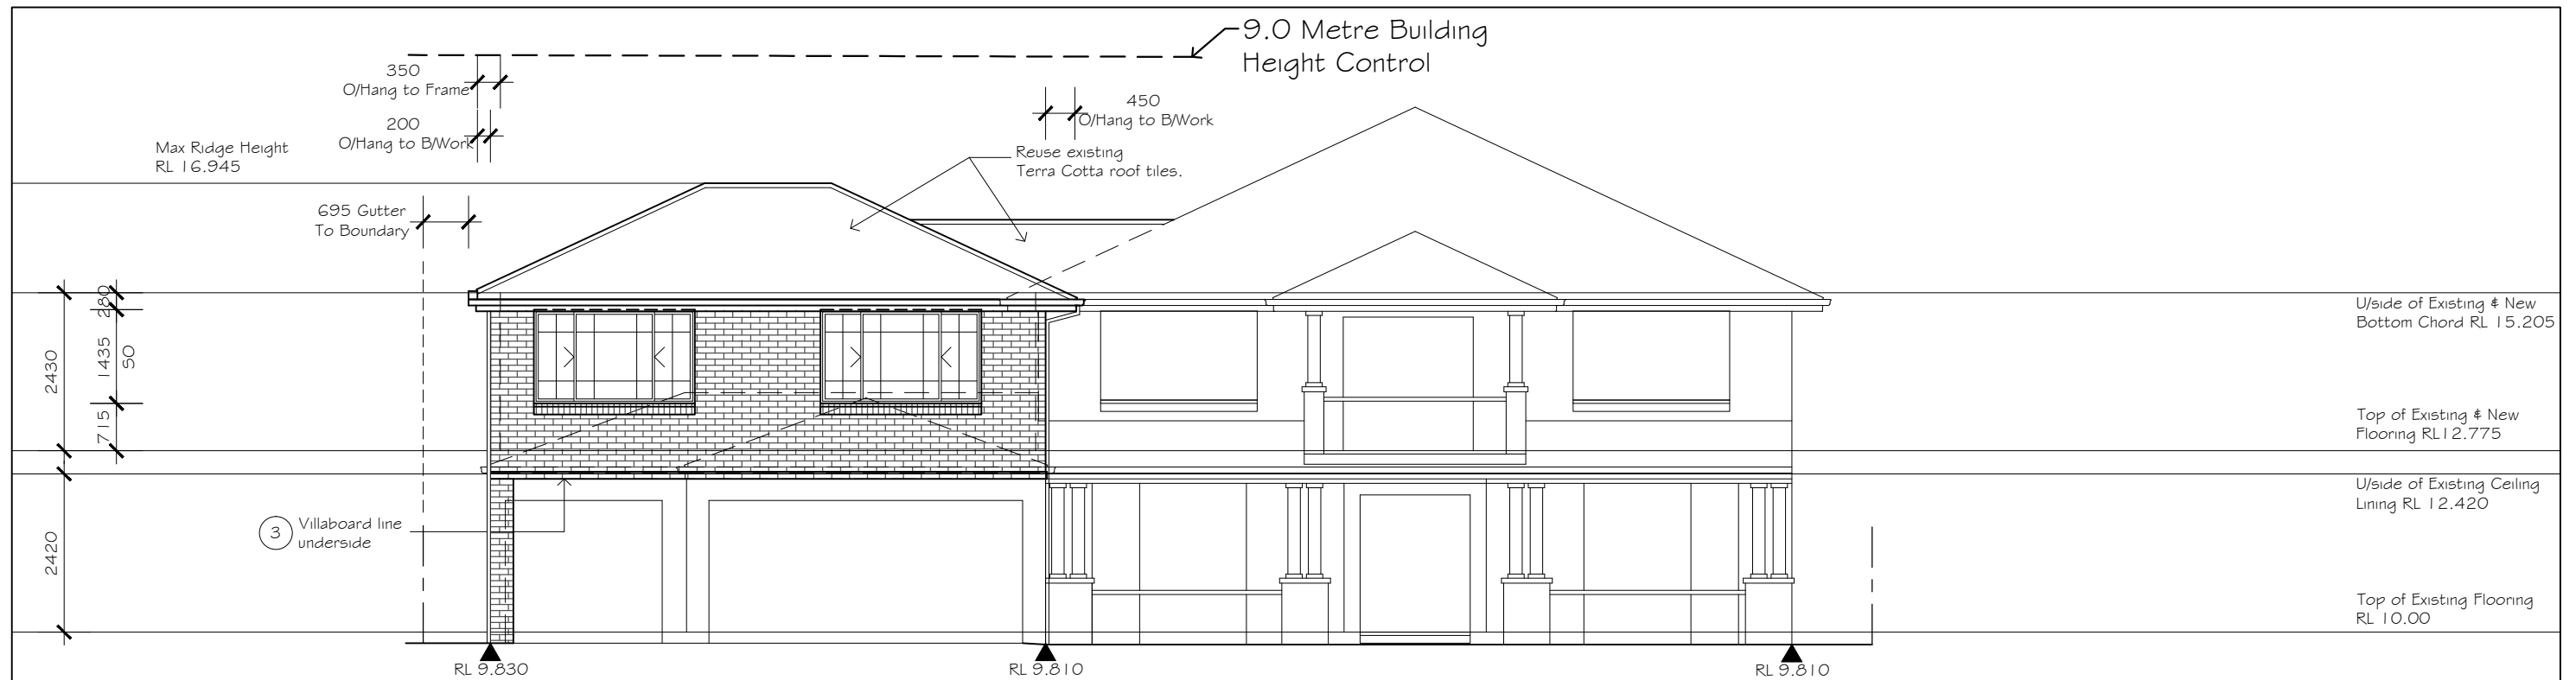 9.0 Metre Building
Height Control
350
O/Hang to Frame
200
O/Hang to B/Work
450
O/Hang to B/Work
Max Ridge Height
RL 16.945
Reuse existing
Terra Cotta roof tiles.
695 Gutter
To Boundary
280
1435
50
715
2430
2420
U/side of Existing & New
Bottom Chord RL 15.205
Top of Existing & New
Flooring RL12.775
U/side of Existing Ceiling
Lining RL 12.420
3
Villaboard line
underside
Top of Existing Flooring
RL 10.00
RL 9.830
RL 9.810
RL 9.810